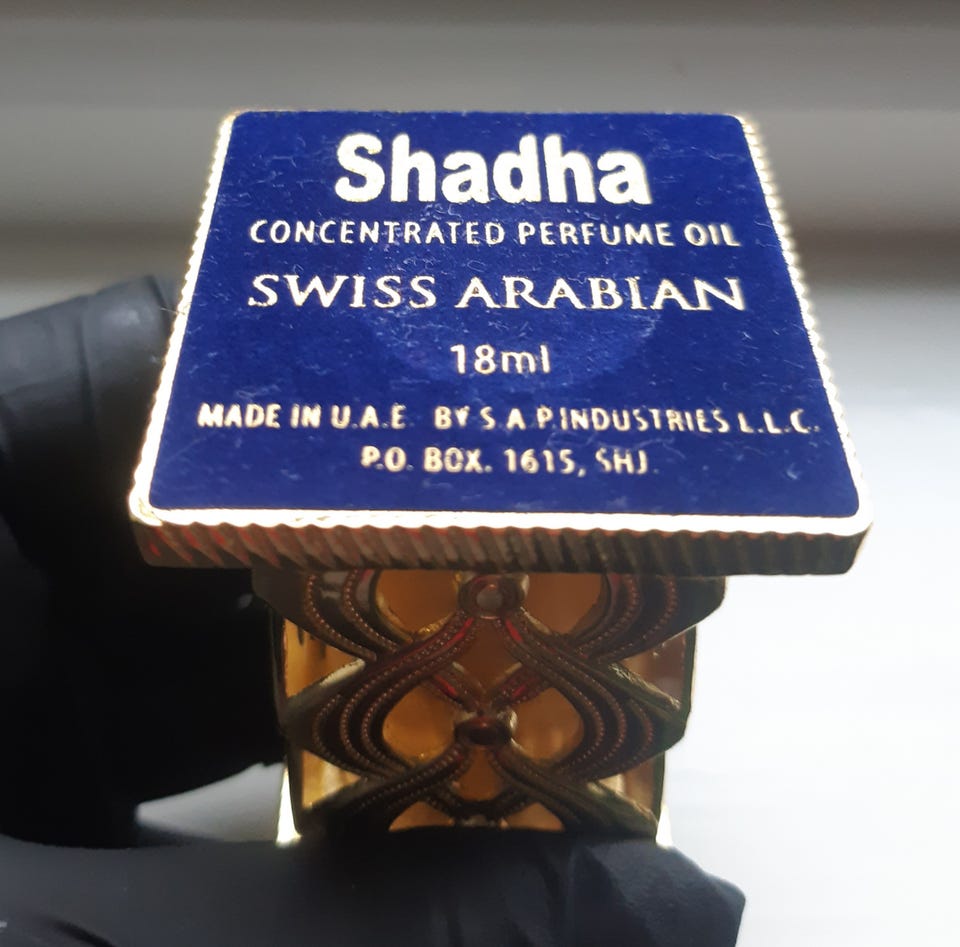 Shadha
CONCENTRATED PERFUME OIL
SWISS ARABIAN
18ml
MADE IN U.A.E. BY S.A.P.INDUSTRIES L.L.C.
P.O. BOX. 1615, SHJ.